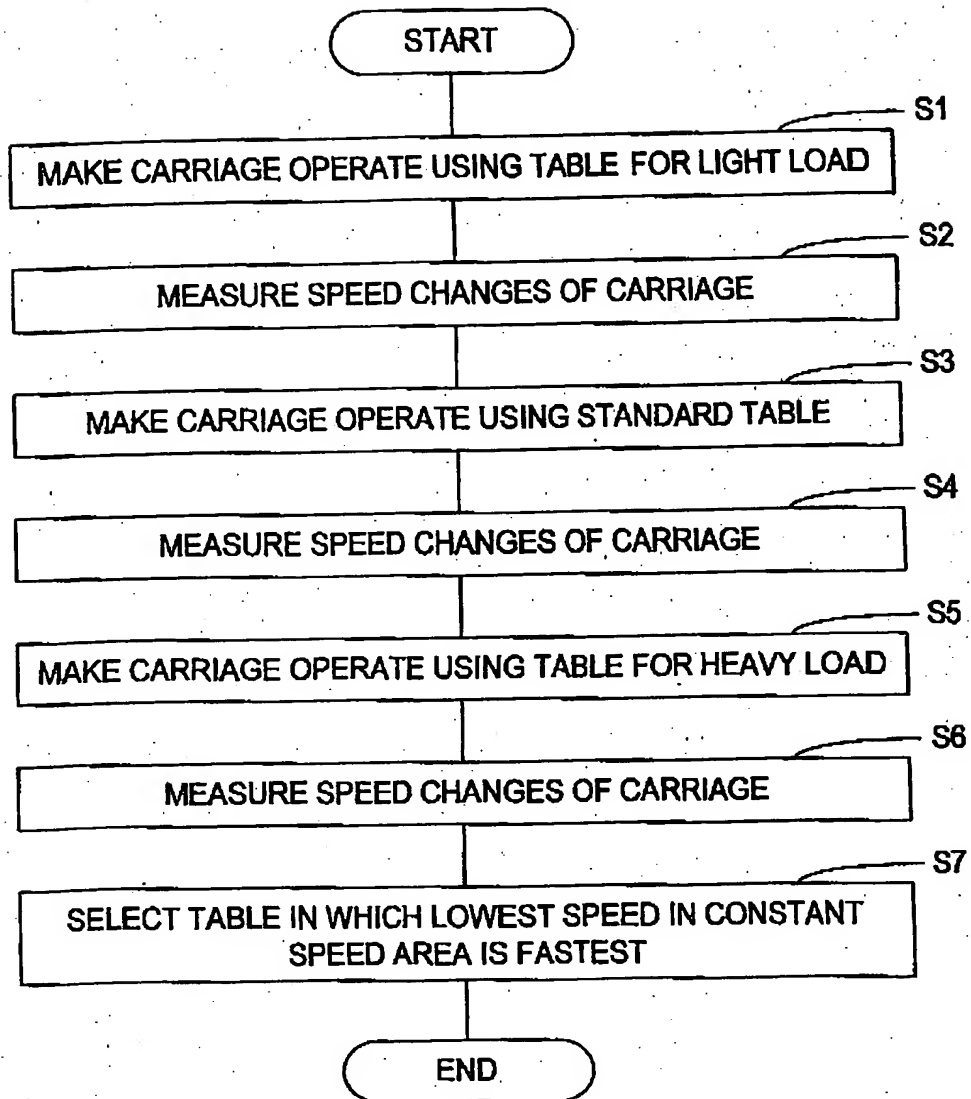 START
S1
MAKE CARRIAGE OPERATE USING TABLE FOR LIGHT LOAD
S2
MEASURE SPEED CHANGES OF CARRIAGE
S3
MAKE CARRIAGE OPERATE USING STANDARD TABLE
S4
MEASURE SPEED CHANGES OF CARRIAGE
S5
MAKE CARRIAGE OPERATE USING TABLE FOR HEAVY LOAD
S6
MEASURE SPEED CHANGES OF CARRIAGE
S7
SELECT TABLE IN WHICH LOWEST SPEED IN CONSTANT
SPEED AREA IS FASTEST
END